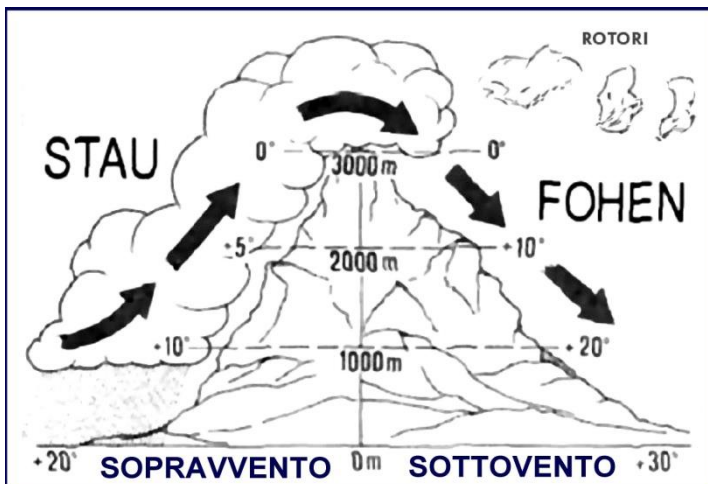 ROTORI
STAU
0°
3000 m
0°
FOHEN
+5°
2000 m
+10°
+10°
1000 m
+20°
+20° SOPRAVVENTO 0m SOTTOVENTO +30°